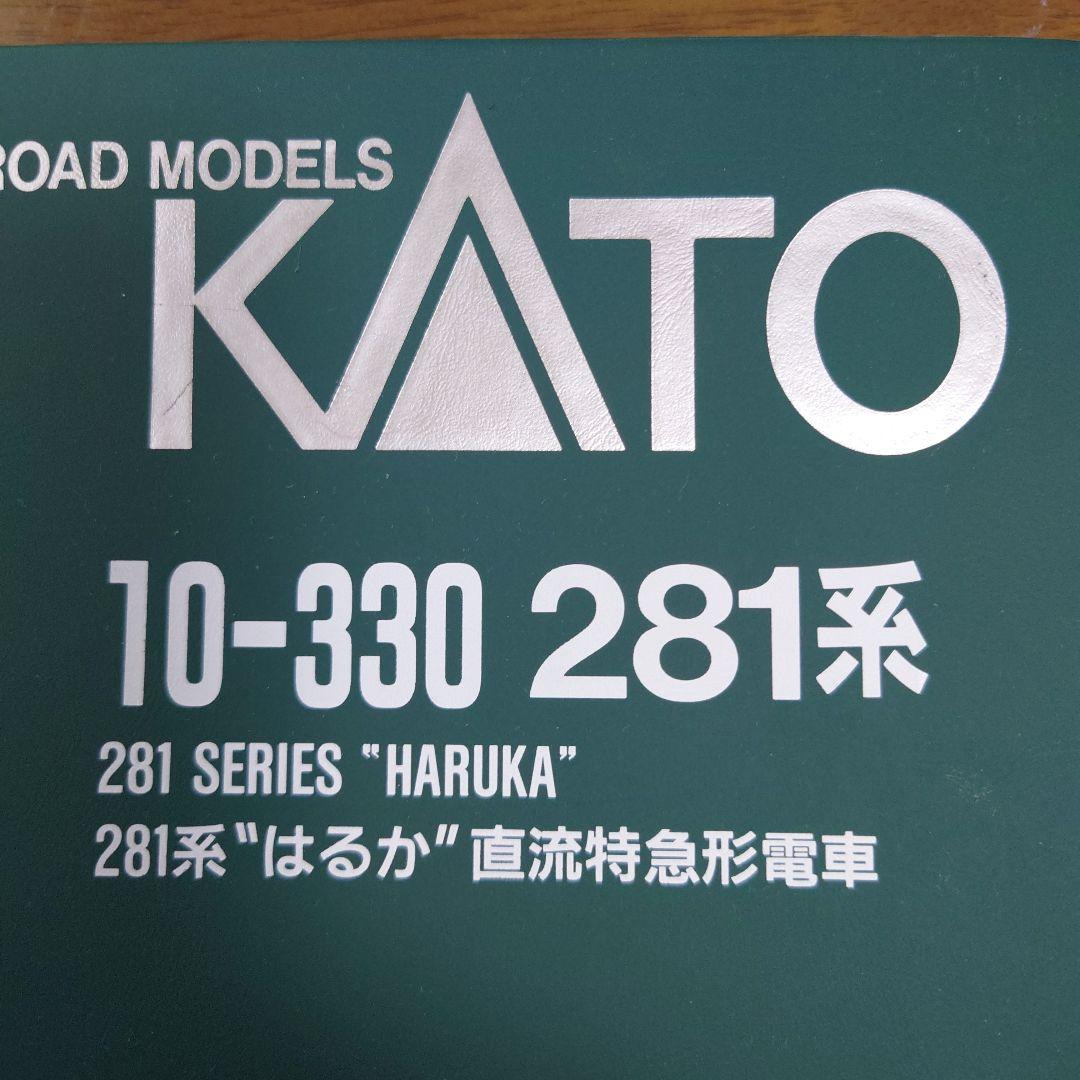 ROAD MODELS
KATO
10-330 281系
281 SERIES “HARUKA”
281系〝はるか〞直流特急形電車